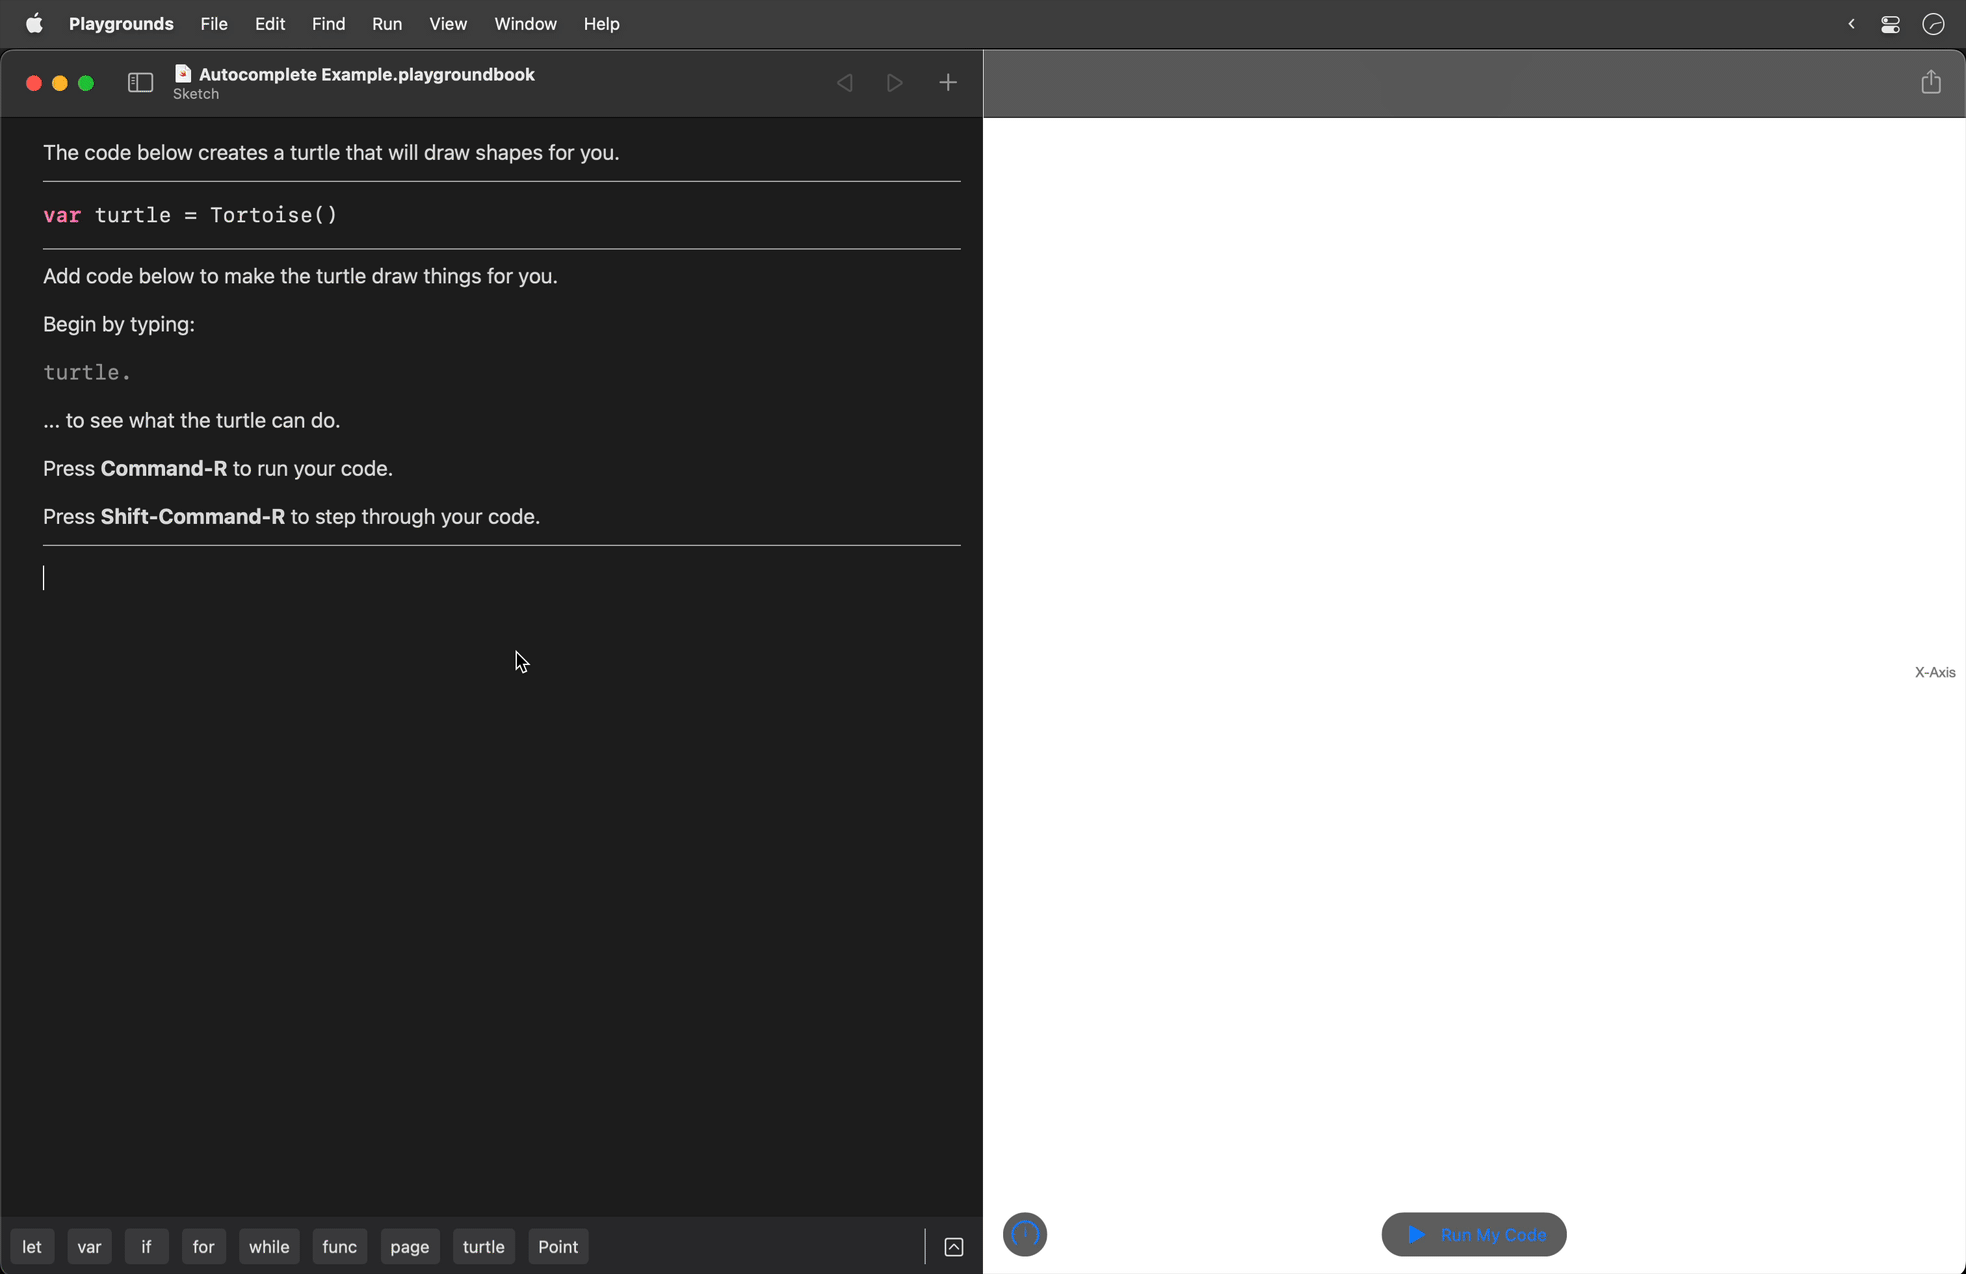 Playgrounds File Edit Find Run View Window Help
Autocomplete Example.playgroundbook
Sketch
The code below creates a turtle that will draw shapes for you.
var turtle = Tortoise()
Add code below to make the turtle draw things for you.
Begin by typing:
turtle.
... to see what the turtle can do.
Press Command-R to run your code.
Press Shift-Command-R to step through your code.
X-Axis
let var if for while func page turtle Point
Run My Code